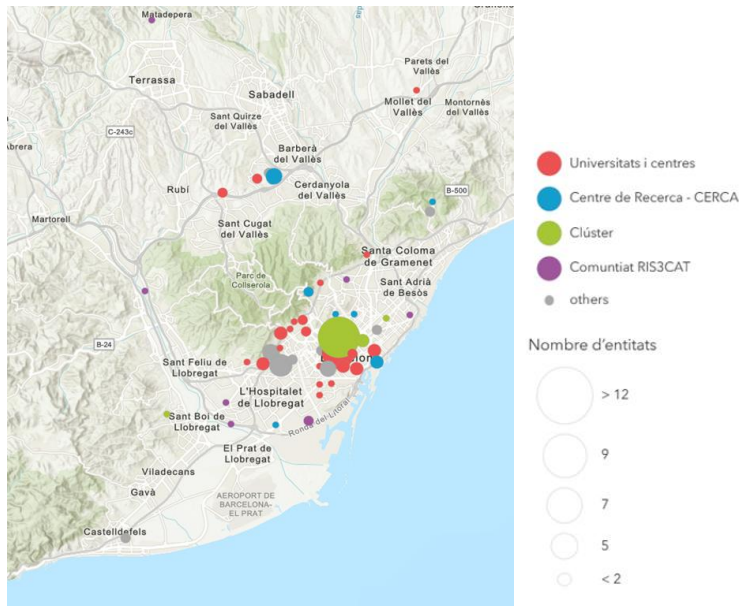 Matadepera
Terrassa
Sabadell
Parets del
Vallès
Mollet del
Vallès
Montornès
del Vallès
Sant Quirze
del Vallès
C-243c
Abrera
Barberà
del Vallès
Rubí
Cerdanyola
del Vallès
B-500
Martorell
Sant Cugat
del Vallès
Santa Coloma
de Gramenet
Parc de
Collserola
Sant Adrià
de Besòs
B-24
Sant Feliu de
Llobregat
L'Hospitalet
de Llobregat
Sant Boi de
Llobregat
Ronda del Litoral
El Prat de
Llobregat
Viladecans
Gavà
AEROPORT DE
BARCELONA-
EL PRAT
Castelldefels
Universitats i centres
Centre de Recerca - CERCA
Clúster
Comuntiat RIS3CAT
others
Nombre d'entitats
> 12
9
7
5
< 2